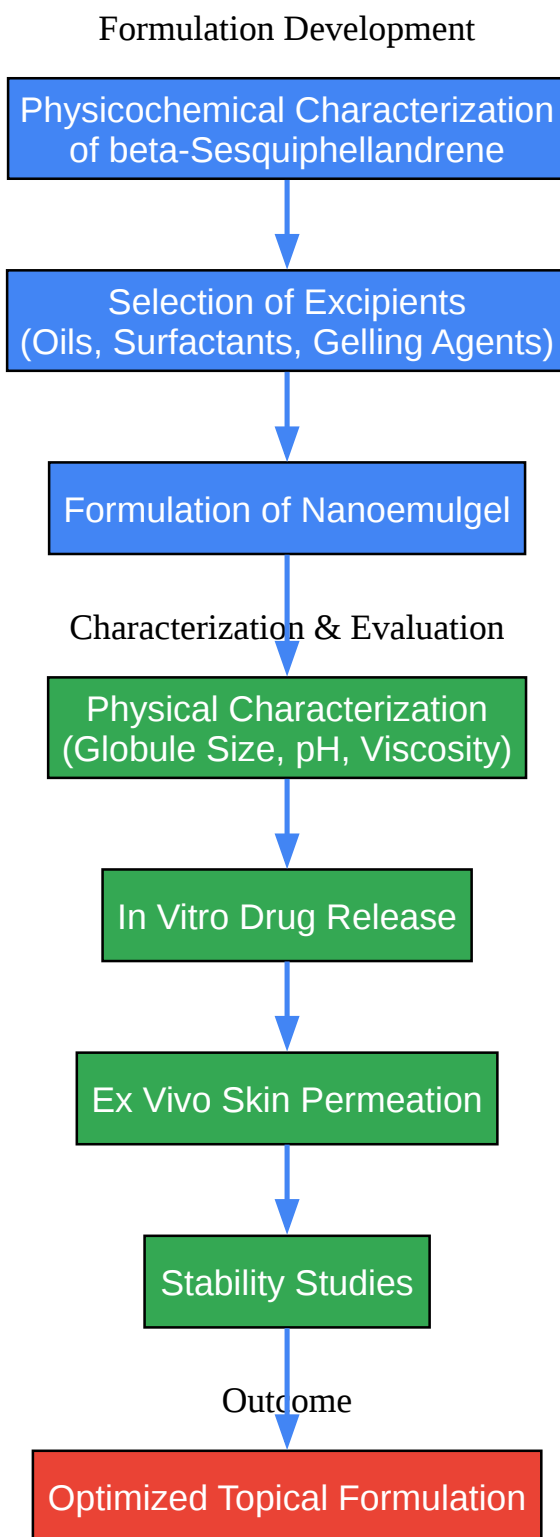 Formulation Development
Physicochemical Characterization
of beta-Sesquiphellandrene
Selection of Excipients
(Oils, Surfactants, Gelling Agents)
Formulation of Nanoemulgel
Characterization & Evaluation
Physical Characterization
(Globule Size, pH, Viscosity)
In Vitro Drug Release
Ex Vivo Skin Permeation
Stability Studies
Outcome
Optimized Topical Formulation